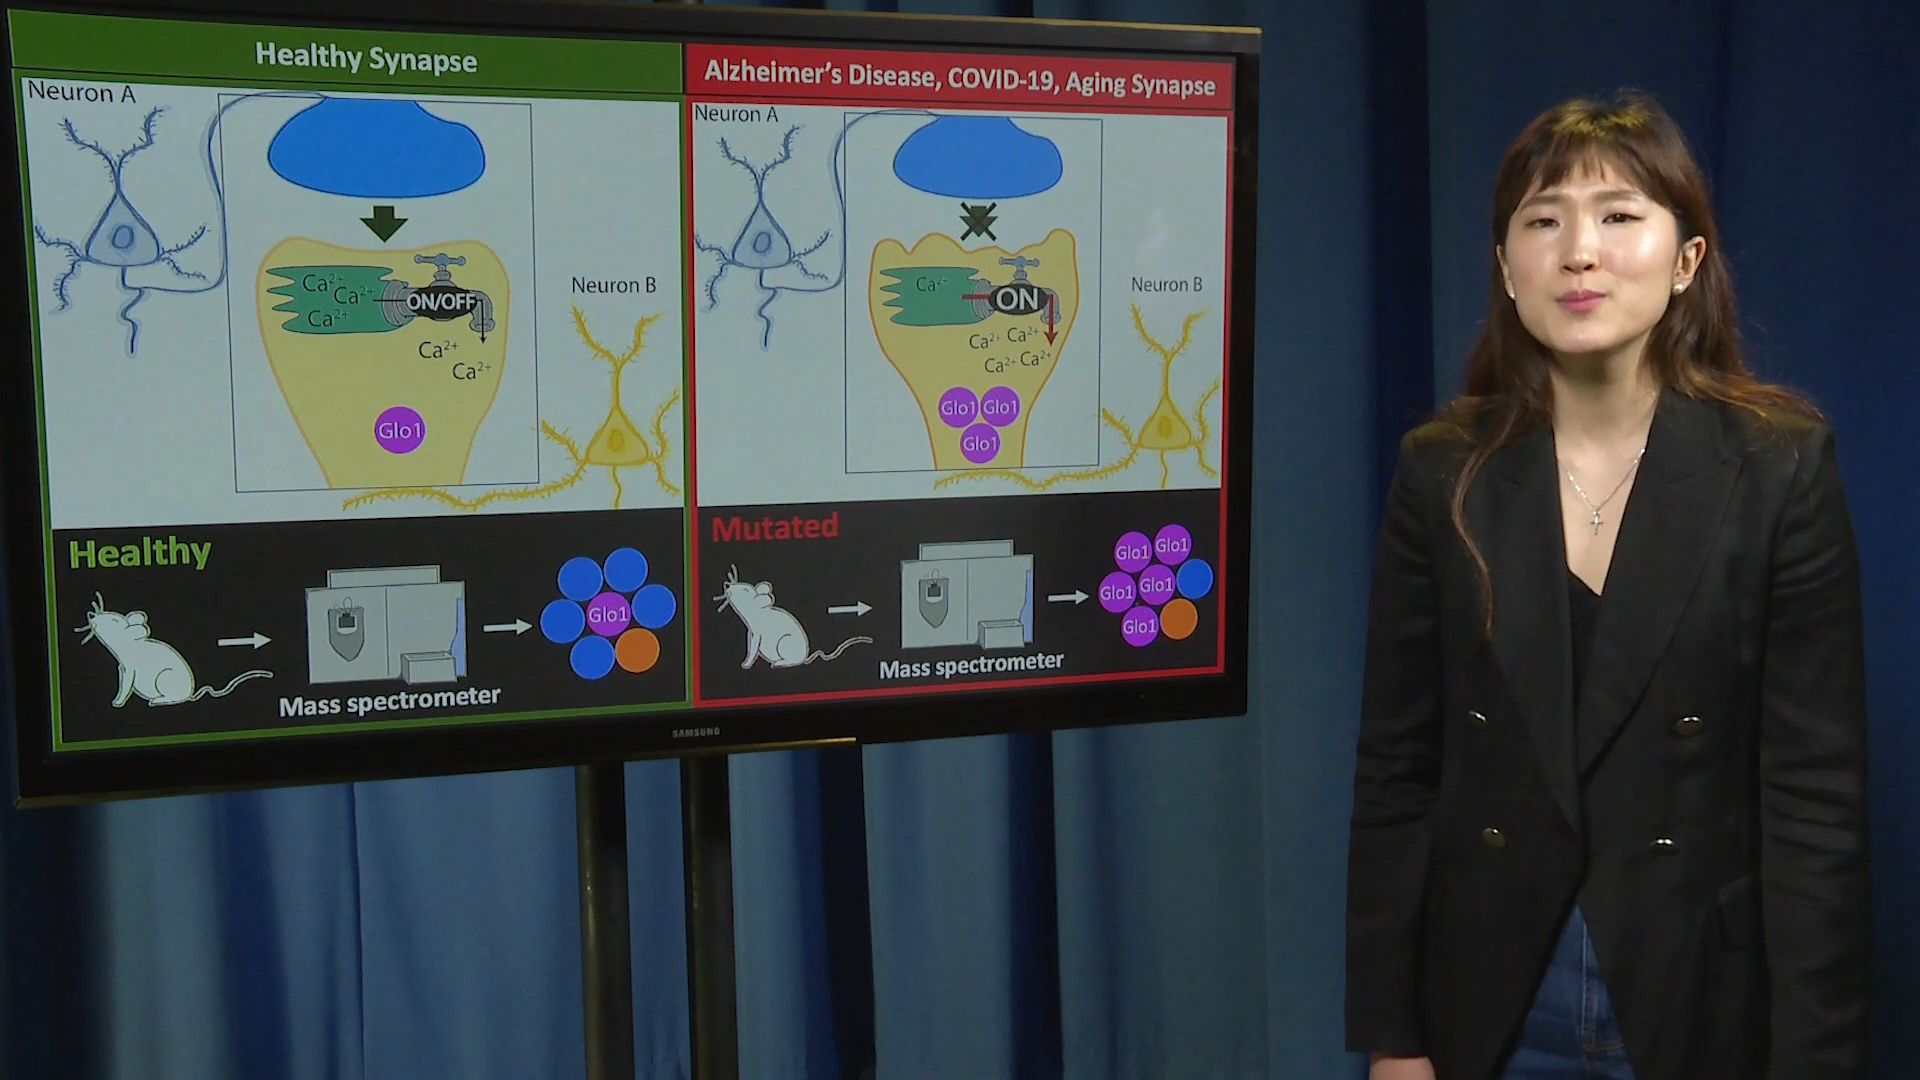 Healthy Synapse
Neuron A
Ca²⁺
Ca²⁺
Ca²⁺
ON/OFF
Ca²⁺
Ca²⁺
Glo1
Neuron B
Healthy
Glo1
Mass spectrometer
Alzheimer's Disease, COVID-19, Aging Synapse
Neuron A
Ca²⁺
ON
Ca²⁺ Ca²⁺
Ca²⁺ Ca²⁺
Glo1 Glo1
Glo1
Neuron B
Mutated
Glo1 Glo1
Glo1 Glo1
Glo1
Mass spectrometer
SAMSUNG